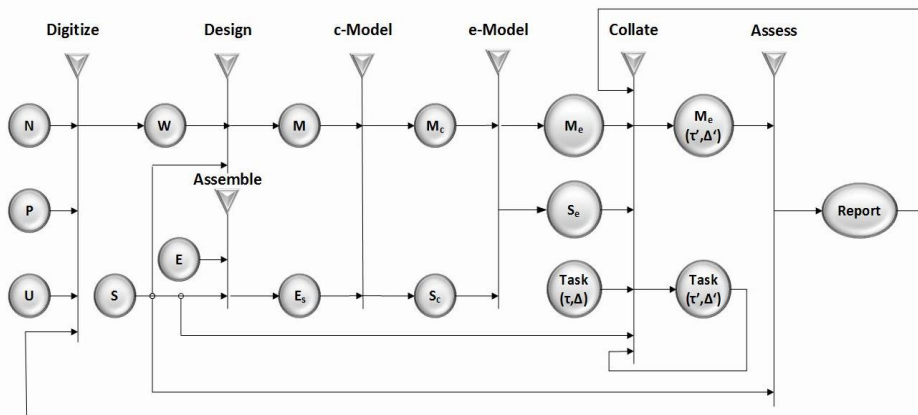 Digitize Design c-Model e-Model Collate Assess
N W M Mc Me Me
(τ',Δ')
Assemble
P Se Report
E
U S Es Sc Task Task
(τ,Δ) (τ',Δ')